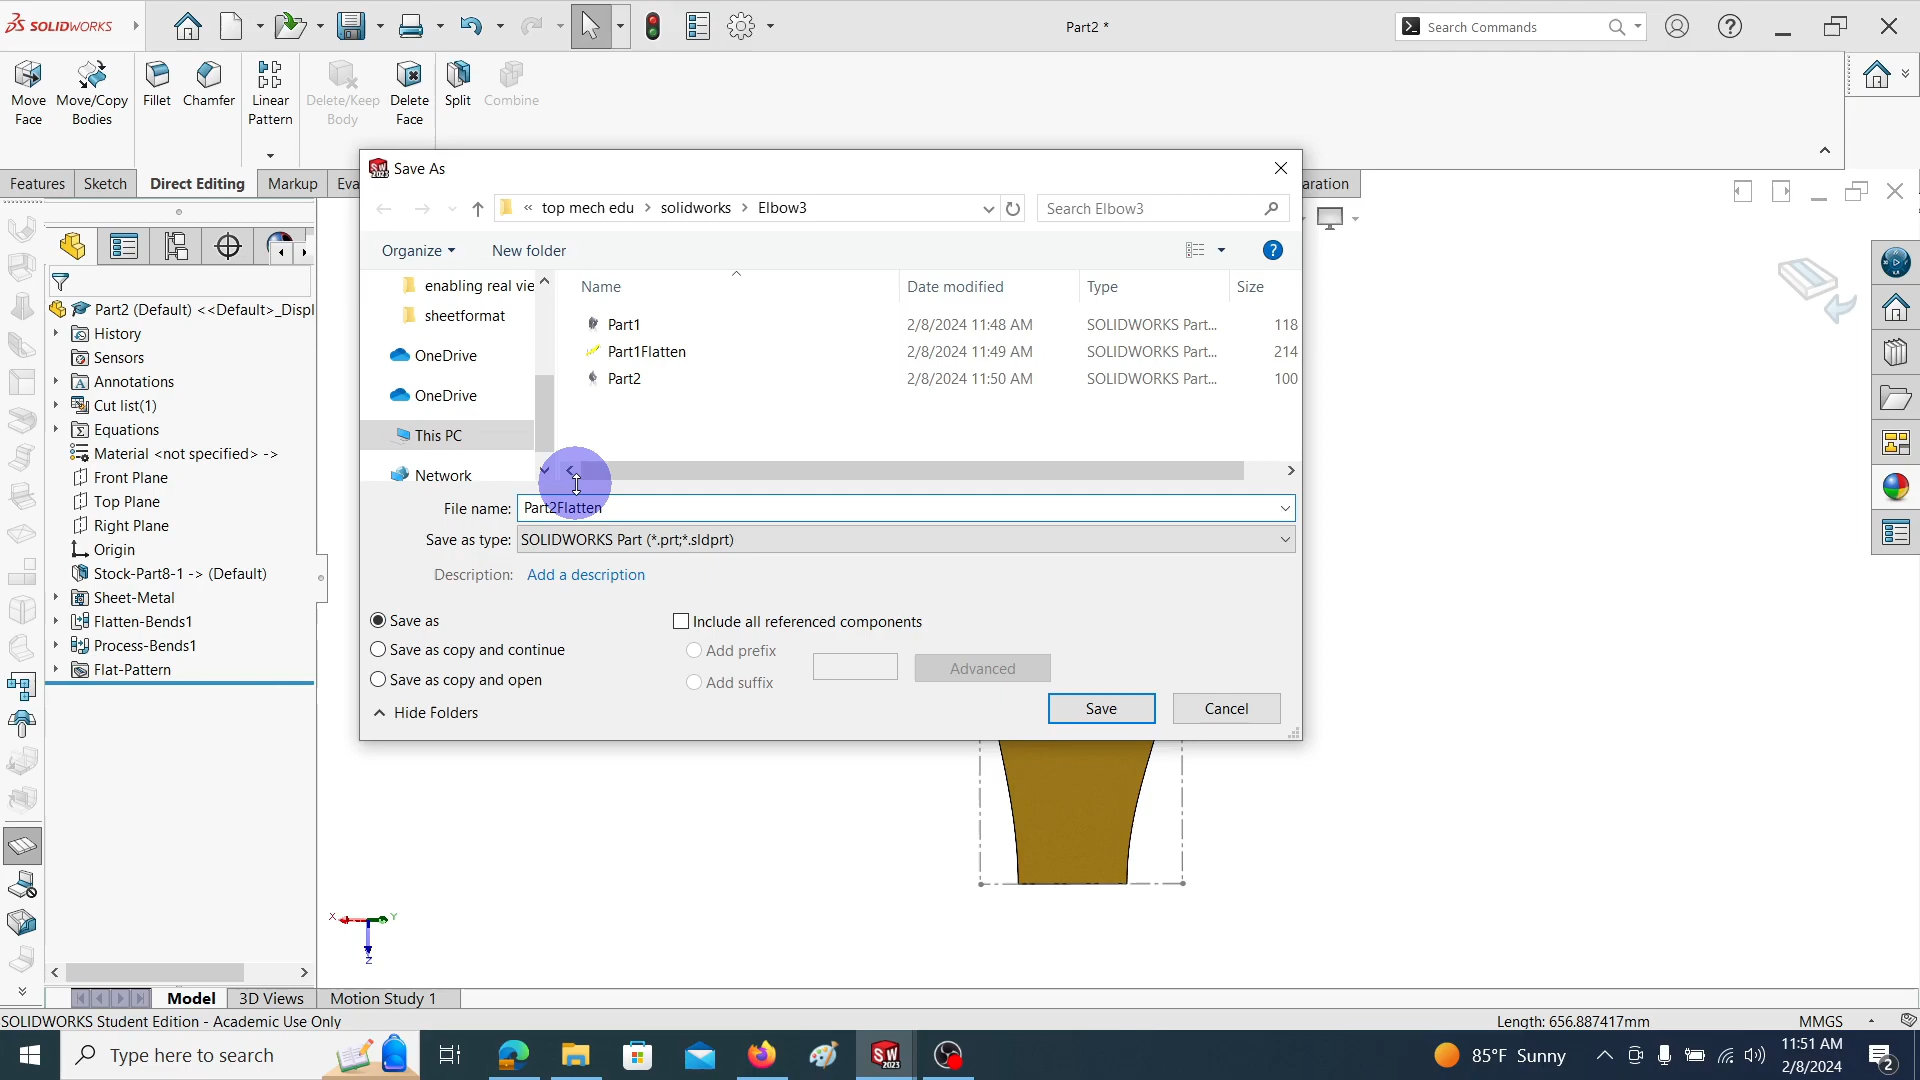 SOLIDWORKS
Part2 *
Search Commands
Move Face
Move/Copy Bodies
Fillet
Chamfer
Linear Pattern
Delete/Keep Body
Delete Face
Split
Combine
Features
Sketch
Direct Editing
Markup
Eva
aration
Save As
« top mech edu > solidworks > Elbow3
Search Elbow3
Organize
New folder
enabling real vie
sheetformat
OneDrive
OneDrive
This PC
Network
Name
Date modified
Type
Size
Part1
2/8/2024 11:48 AM
SOLIDWORKS Part...
118
Part1Flatten
2/8/2024 11:49 AM
SOLIDWORKS Part...
214
Part2
2/8/2024 11:50 AM
SOLIDWORKS Part...
100
File name: Part2Flatten
Save as type: SOLIDWORKS Part (*.prt;*.sldprt)
Description: Add a description
Save as
Save as copy and continue
Save as copy and open
Include all referenced components
Add prefix
Add suffix
Advanced
Hide Folders
Save
Cancel
Part2 (Default) <<Default>_Displ
History
Sensors
Annotations
Cut list(1)
Equations
Material <not specified> ->
Front Plane
Top Plane
Right Plane
Origin
Stock-Part8-1 -> (Default)
Sheet-Metal
Flatten-Bends1
Process-Bends1
Flat-Pattern
X
Y
Z
Model
3D Views
Motion Study 1
SOLIDWORKS Student Edition - Academic Use Only
Length: 656.887417mm
MMGS
Type here to search
SW
2023
85°F Sunny
11:51 AM
2/8/2024
2